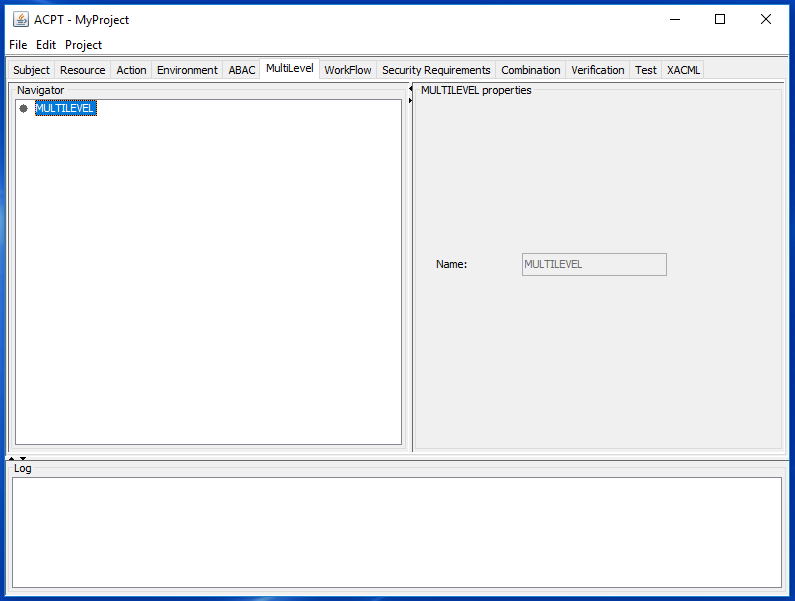 ACPT - MyProject
File Edit Project
Subject Resource Action Environment ABAC MultiLevel WorkFlow Security Requirements Combination Verification Test XACML
Navigator
MULTILEVEL
MULTILEVEL properties
Name: MULTILEVEL
Log